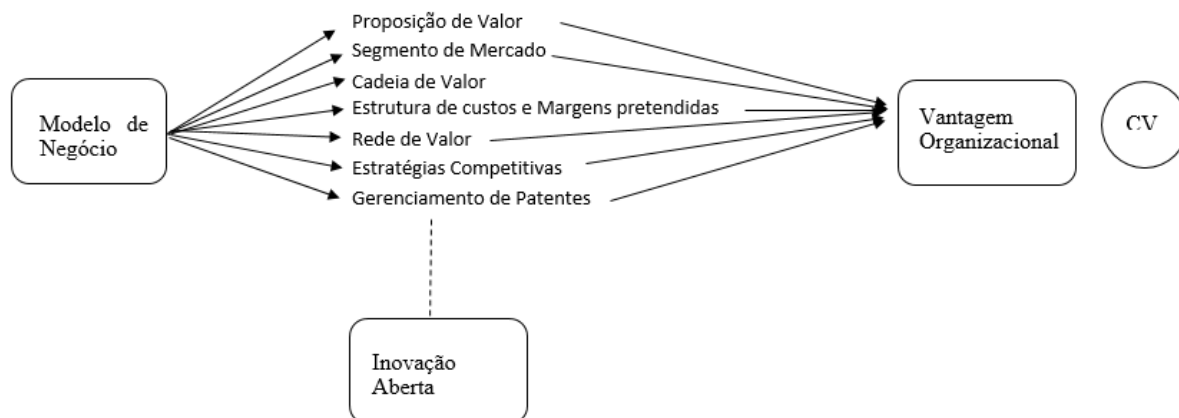 Proposição de Valor
Segmento de Mercado
Cadeia de Valor
Estrutura de custos e Margens pretendidas
Rede de Valor
Estratégias Competitivas
Gerenciamento de Patentes
Modelo de
Negócio
Vantagem
Organizacional
CV
Inovação
Aberta